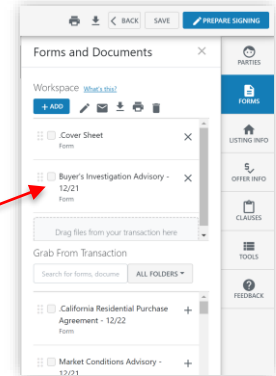 BACK
SAVE
PREPARE SIGNING
Forms and Documents
PARTIES
Workspace What's this?
FORMS
+ ADD
.Cover Sheet
Form
LISTING INFO
Buyer's Investigation Advisory -
12/21
Form
OFFER INFO
Drag files from your transaction here
CLAUSES
Grab From Transaction
Search for forms, docume
ALL FOLDERS
TOOLS
.California Residential Purchase
Agreement - 12/22
Form
FEEDBACK
Market Conditions Advisory -
12/21